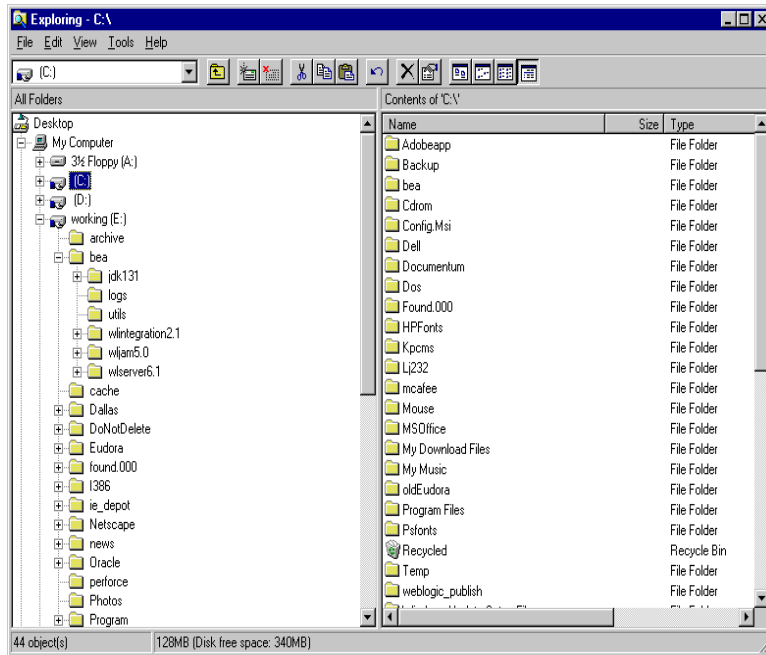 Exploring - C:\
File Edit View Tools Help
(C:)
All Folders
Contents of 'C:\'
Desktop
My Computer
3½ Floppy (A:)
(C:)
(D:)
working (E:)
archive
bea
jdk131
logs
utils
wlintegration2.1
wljam5.0
wlserver6.1
cache
Dallas
DoNotDelete
Eudora
found.000
I386
ie_depot
Netscape
news
Oracle
perforce
Photos
Program
Name Size Type
Adobeapp File Folder
Backup File Folder
bea File Folder
Cdrom File Folder
Config.Msi File Folder
Dell File Folder
Documentum File Folder
Dos File Folder
Found.000 File Folder
HPFonts File Folder
Kpcms File Folder
Lj232 File Folder
mcafee File Folder
Mouse File Folder
MSOffice File Folder
My Download Files File Folder
My Music File Folder
oldEudora File Folder
Program Files File Folder
Psfonts File Folder
Recycled Recycle Bin
Temp File Folder
weblogic_publish File Folder
44 object(s) 128MB (Disk free space: 340MB)